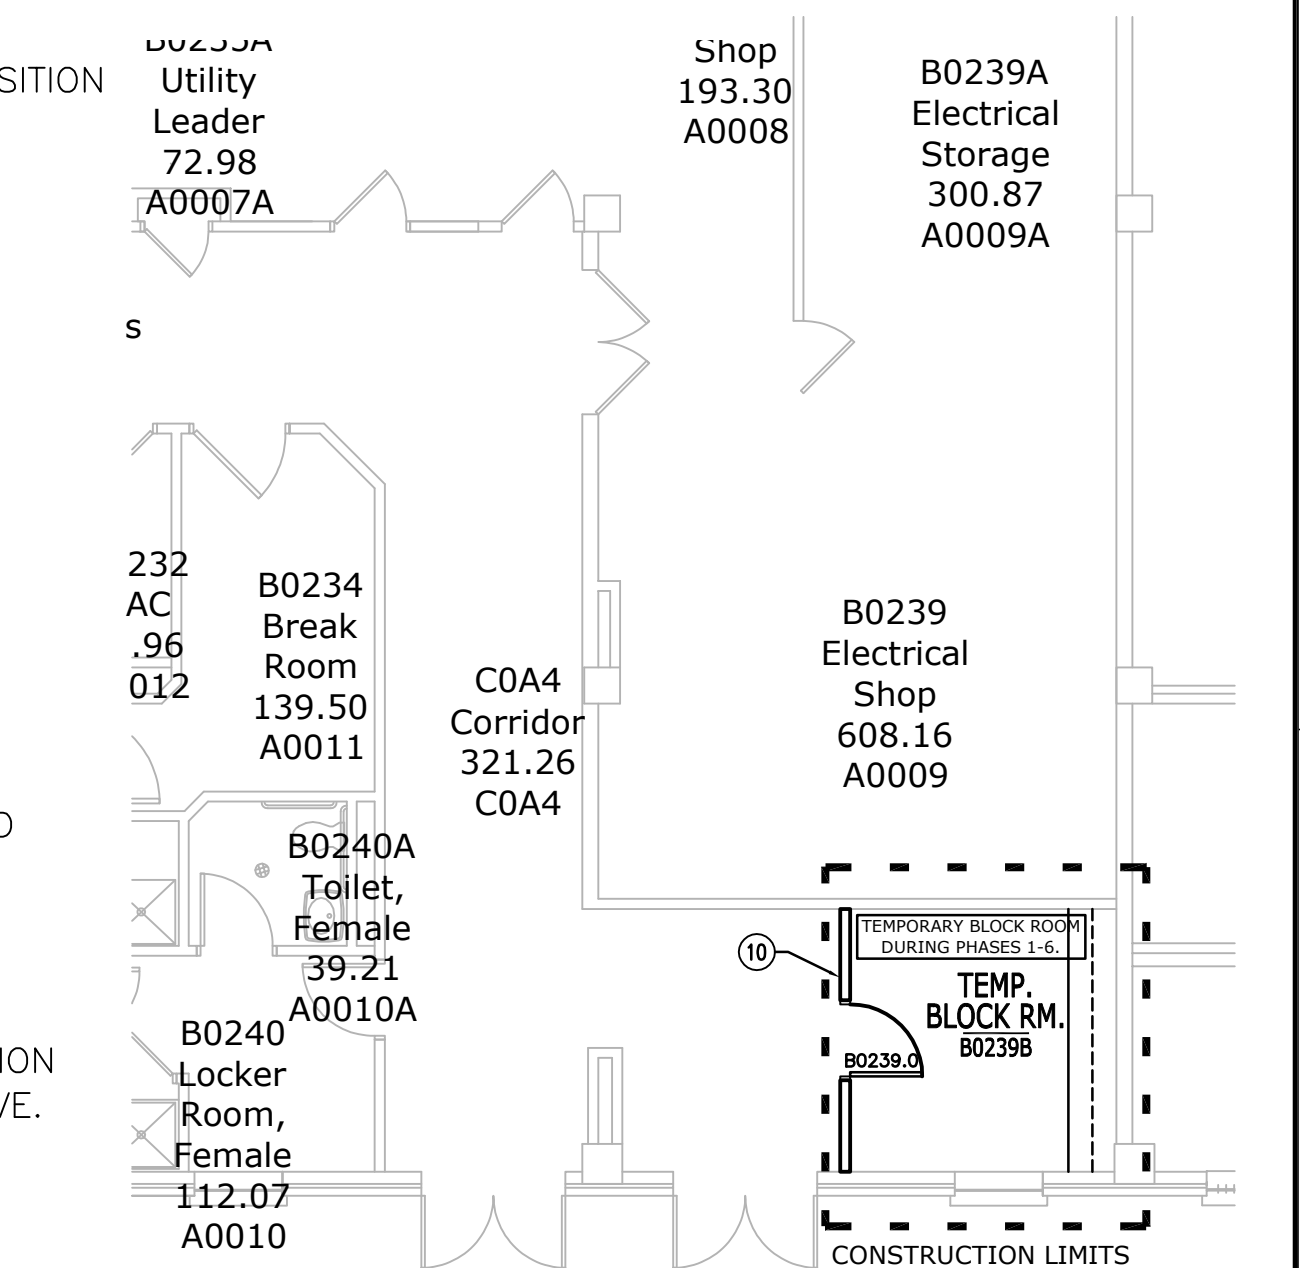 SITION
Utility
Leader
72.98
A0007A
Shop
193.30
A0008
B0239A
Electrical
Storage
300.87
A0009A
s
232
AC
.96
012
B0234
Break
Room
139.50
A0011
C0A4
Corridor
321.26
C0A4
B0239
Electrical
Shop
608.16
A0009
B0240A
Toilet,
Female
39.21
A0010A
TEMPORARY BLOCK ROOM
DURING PHASES 1-6.
10
TEMP.
BLOCK RM.
B0239B
B0239.0
ION
VE.
B0240
Locker
Room,
Female
112.07
A0010
CONSTRUCTION LIMITS